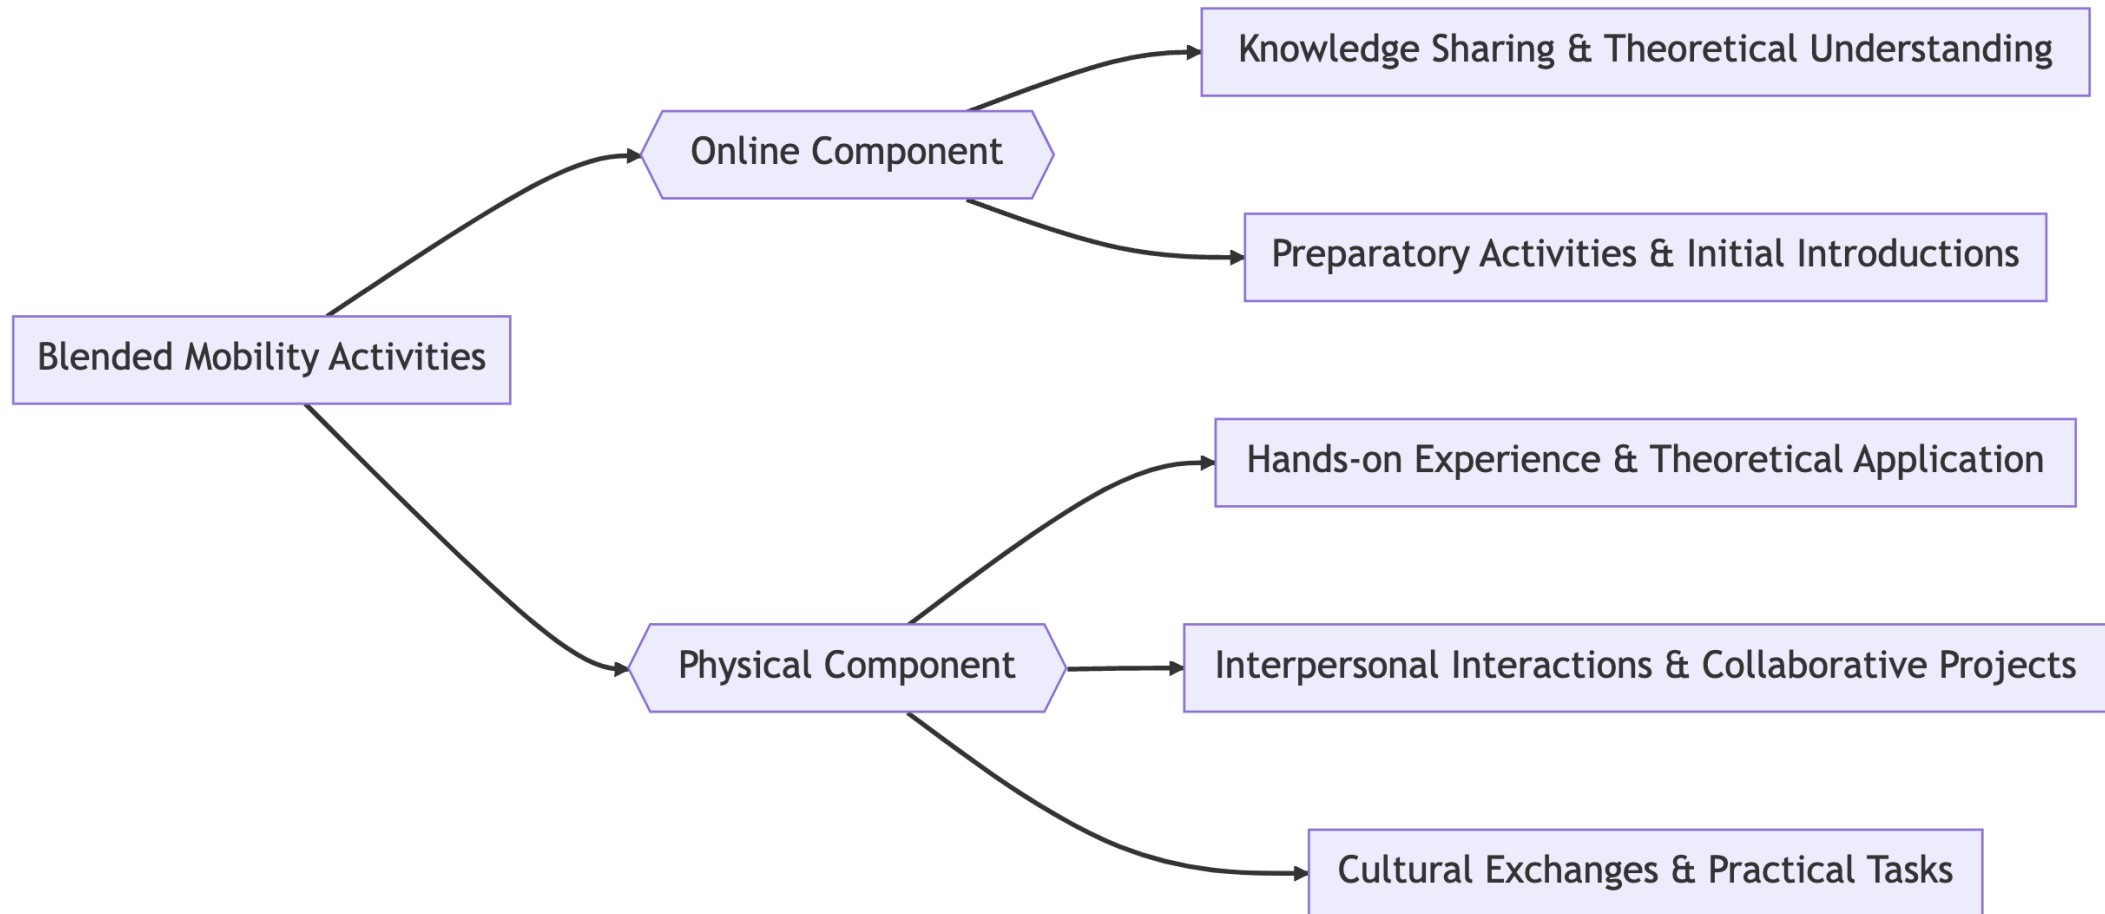 Knowledge Sharing & Theoretical Understanding
Online Component
Preparatory Activities & Initial Introductions
Blended Mobility Activities
Hands-on Experience & Theoretical Application
Physical Component
Interpersonal Interactions & Collaborative Projects
Cultural Exchanges & Practical Tasks